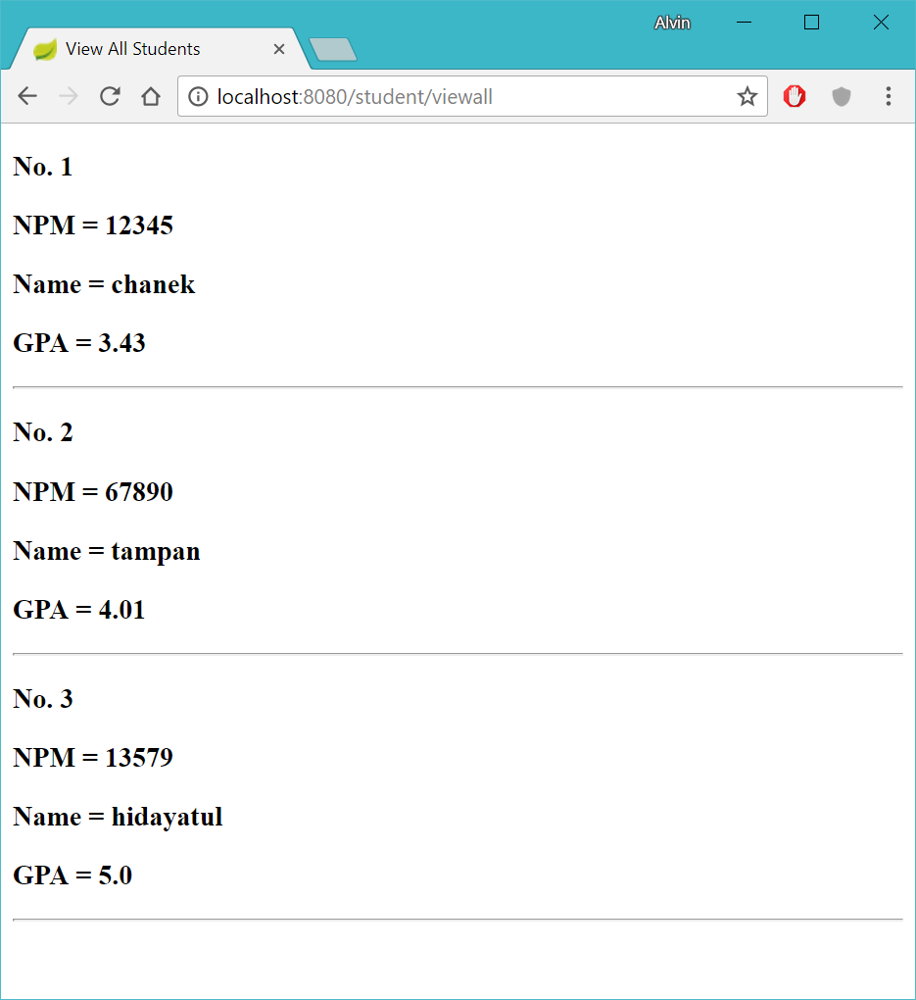 Alvin
View All Students
localhost:8080/student/viewall
No. 1
NPM = 12345
Name = chanek
GPA = 3.43
No. 2
NPM = 67890
Name = tampan
GPA = 4.01
No. 3
NPM = 13579
Name = hidayatul
GPA = 5.0